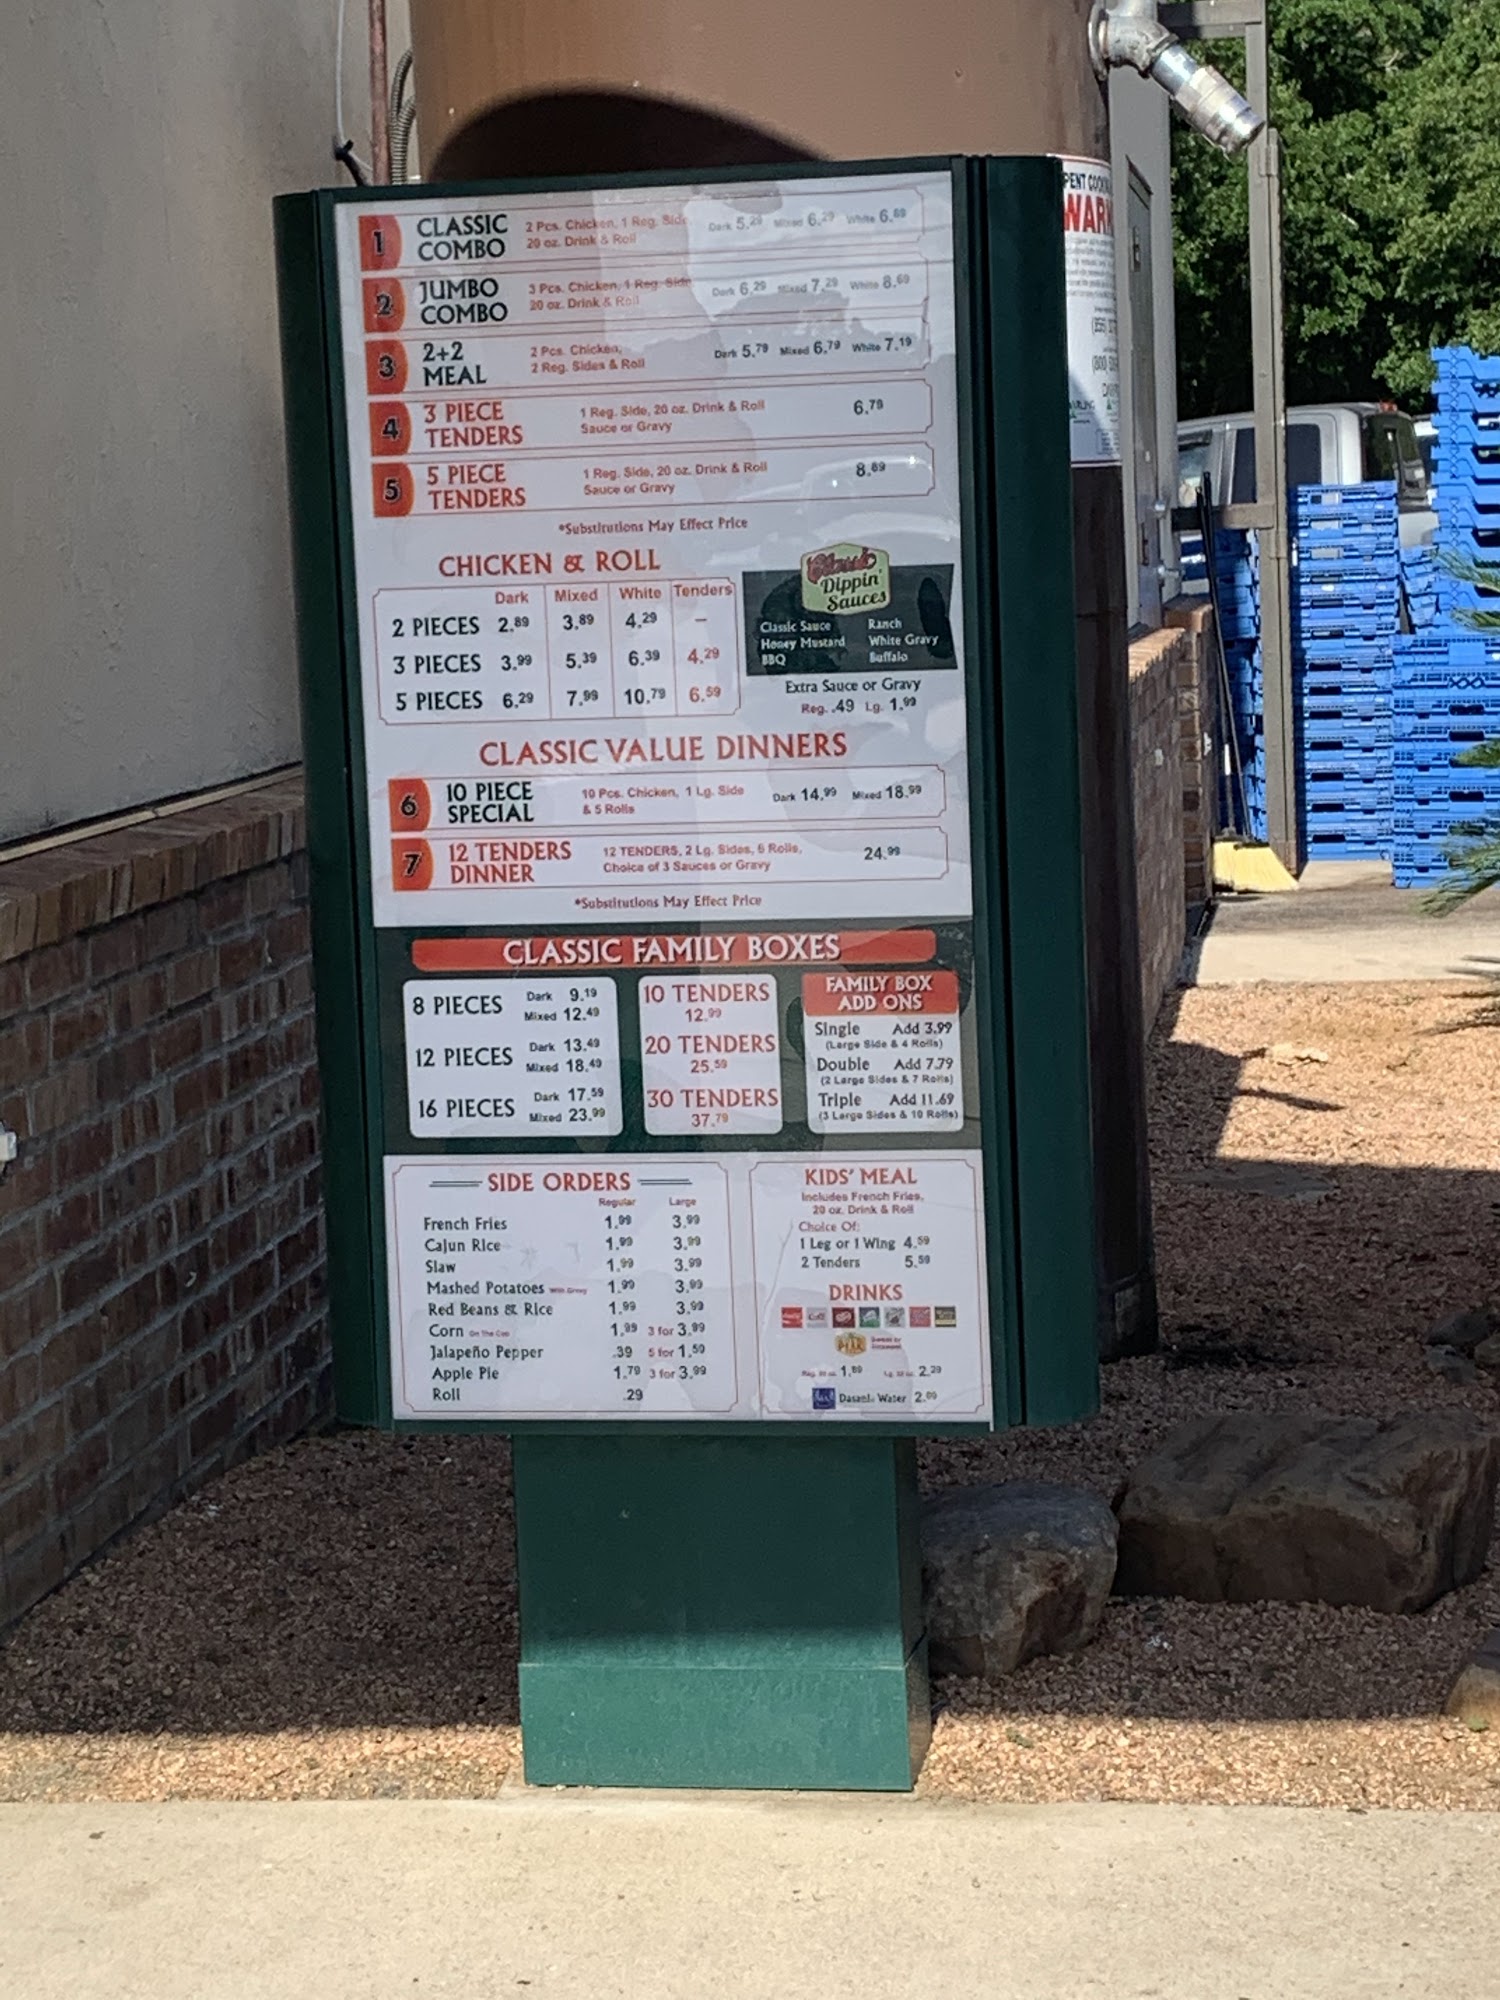 1 CLASSIC COMBO 2 Pcs. Chicken, 1 Reg. Side Dark 5.29 Mixed 6.29 White 6.69
20 oz. Drink & Roll
2 JUMBO COMBO 3 Pcs. Chicken, 1 Reg. Side Dark 6.29 Mixed 7.29 White 8.69
20 oz. Drink & Roll
3 2+2 MEAL 2 Pcs. Chicken, Dark 5.79 Mixed 6.79 White 7.19
2 Reg. Sides & Roll
4 3 PIECE TENDERS 1 Reg. Side, 20 oz. Drink & Roll 6.79
Sauce or Gravy
5 5 PIECE TENDERS 1 Reg. Side, 20 oz. Drink & Roll 8.89
Sauce or Gravy
*Substitutions May Effect Price
CHICKEN & ROLL
Dark Mixed White Tenders
2 PIECES 2.89 3.89 4.29 –
3 PIECES 3.99 5.39 6.39 4.29
5 PIECES 6.29 7.99 10.79 6.59
Classic
Dippin'
Sauces
Classic Sauce Ranch
Honey Mustard White Gravy
BBQ Buffalo
Extra Sauce or Gravy
Reg. .49 Lg. 1.99
CLASSIC VALUE DINNERS
6 10 PIECE SPECIAL 10 Pcs. Chicken, 1 Lg. Side Dark 14.99 Mixed 18.99
& 5 Rolls
7 12 TENDERS DINNER 12 TENDERS, 2 Lg. Sides, 6 Rolls, 24.99
Choice of 3 Sauces or Gravy
*Substitutions May Effect Price
CLASSIC FAMILY BOXES
8 PIECES Dark 9.19
Mixed 12.49
12 PIECES Dark 13.49
Mixed 18.49
16 PIECES Dark 17.59
Mixed 23.99
10 TENDERS
12.99
20 TENDERS
25.59
30 TENDERS
37.79
FAMILY BOX
ADD ONS
Single Add 3.99
(Large Side & 4 Rolls)
Double Add 7.79
(2 Large Sides & 7 Rolls)
Triple Add 11.69
(3 Large Sides & 10 Rolls)
SIDE ORDERS
Regular Large
French Fries 1.99 3.99
Cajun Rice 1.99 3.99
Slaw 1.99 3.99
Mashed Potatoes With Gravy 1.99 3.99
Red Beans & Rice 1.99 3.99
Corn On The Cob 1.99 3 for 3.99
Jalapeño Pepper .39 5 for 1.59
Apple Pie 1.79 3 for 3.99
Roll .29
KIDS' MEAL
Includes French Fries,
20 oz. Drink & Roll
Choice Of:
1 Leg or 1 Wing 4.59
2 Tenders 5.59
DRINKS
1.89 2.29
Dasani Water 2.09
WARN